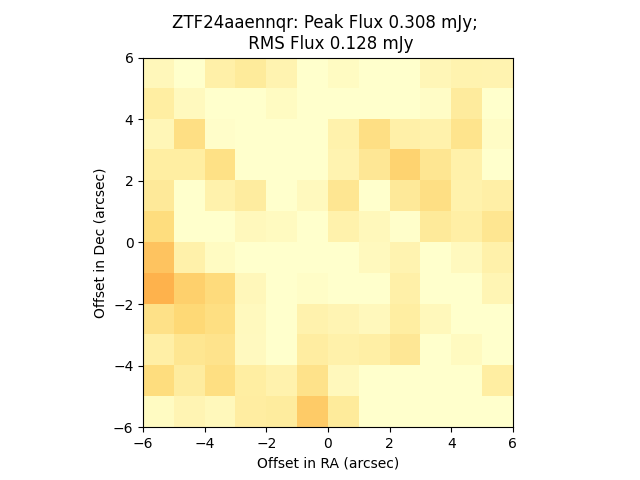 ZTF24aaennqr: Peak Flux 0.308 mJy;
RMS Flux 0.128 mJy
6
4
2
0
−2
−4
−6
Offset in Dec (arcsec)
−6 −4 −2 0 2 4 6
Offset in RA (arcsec)